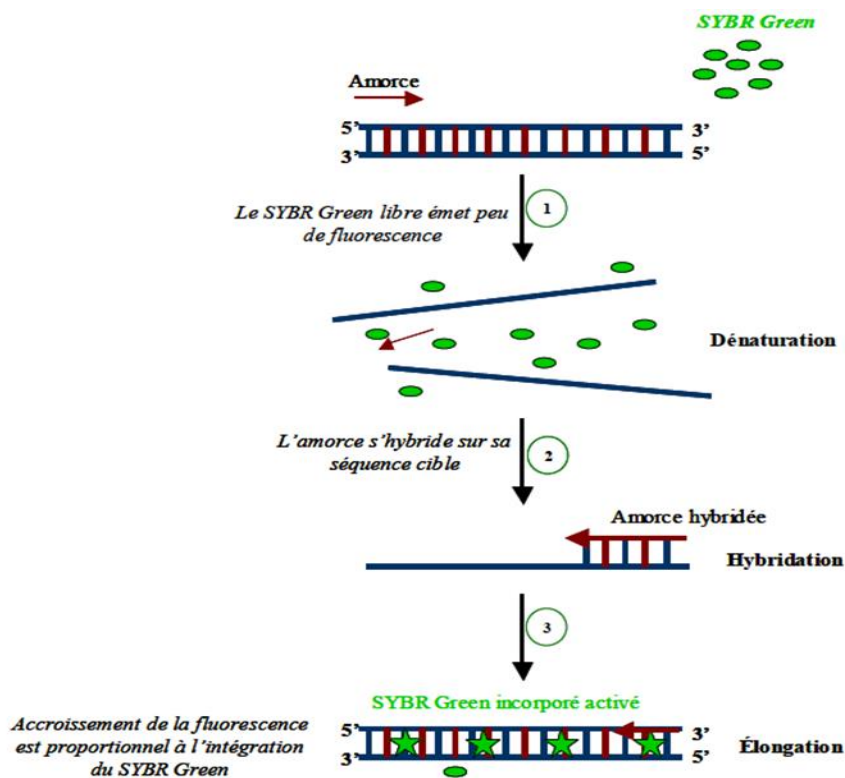 SYBR Green
Amorce
5’
3’
3’
5’
1
Le SYBR Green libre émet peu
de fluorescence
Dénaturation
L’amorce s’hybride sur sa
séquence cible
2
Amorce hybridée
Hybridation
3
SYBR Green incorporé activé
Accroissement de la fluorescence
est proportionnel à l’intégration
du SYBR Green
5’
3’
3’
5’
Élongation